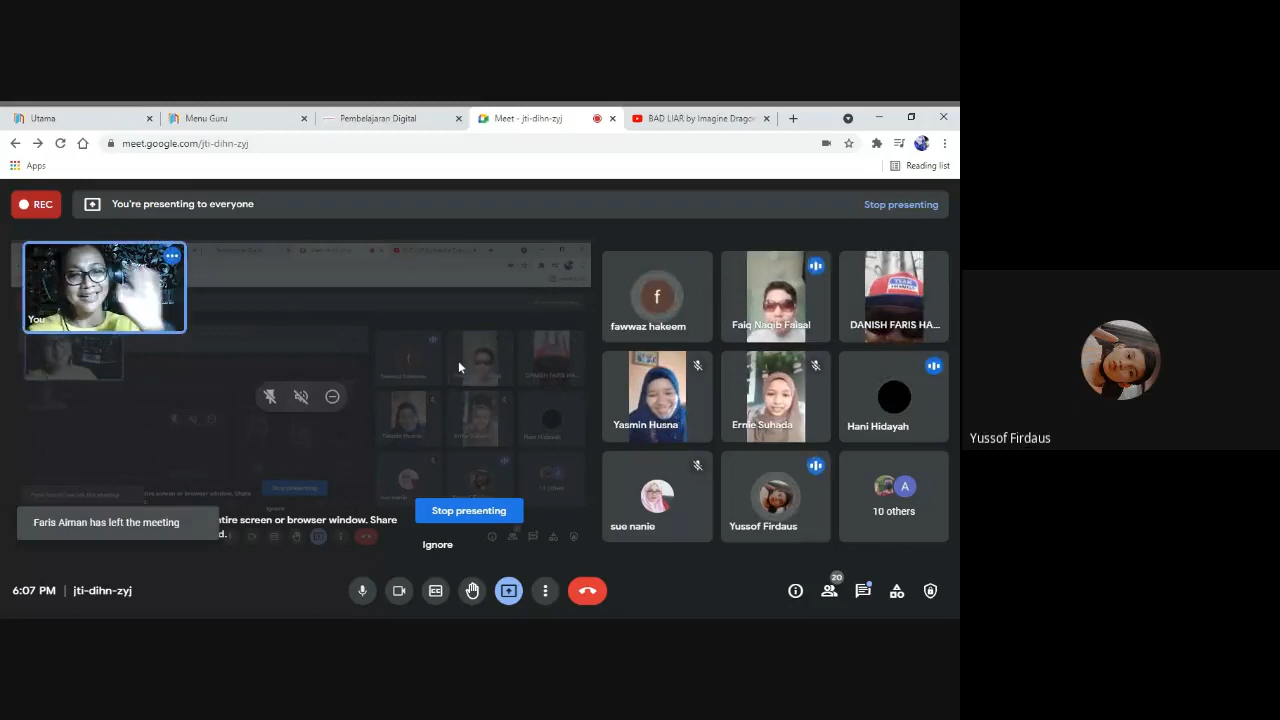 Utama
Menu Guru
Pembelajaran Digital
Meet - jti-dihn-zyj
BAD LIAR by Imagine Drago
meet.google.com/jti-dihn-zyj
Apps
Reading list
REC
You're presenting to everyone
Stop presenting
You
f
fawwaz hakeem
Faiq Naqib Faisal
DANISH FARIS HA...
Yasmin Husna
Ernie Suhada
Hani Hidayah
sue nanie
Yussof Firdaus
A
10 others
Yussof Firdaus
Faris Aiman has left the meeting
ntire screen or browser window. Share
d.
Stop presenting
Ignore
6:07 PM | jti-dihn-zyj
20